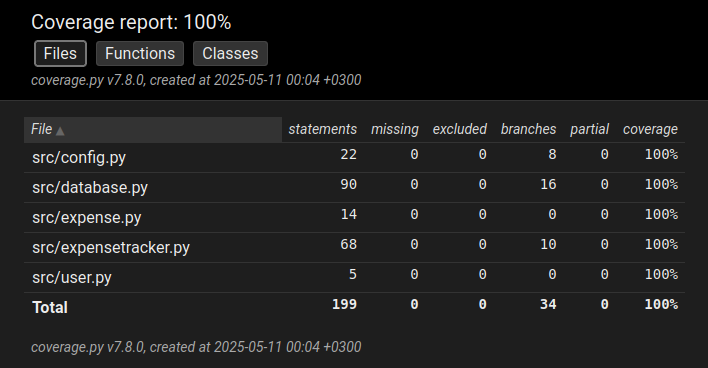 Coverage report: 100%
Files Functions Classes
coverage.py v7.8.0, created at 2025-05-11 00:04 +0300
File ▲ statements missing excluded branches partial coverage
src/config.py 22 0 0 8 0 100%
src/database.py 90 0 0 16 0 100%
src/expense.py 14 0 0 0 0 100%
src/expensetracker.py 68 0 0 10 0 100%
src/user.py 5 0 0 0 0 100%
Total 199 0 0 34 0 100%
coverage.py v7.8.0, created at 2025-05-11 00:04 +0300